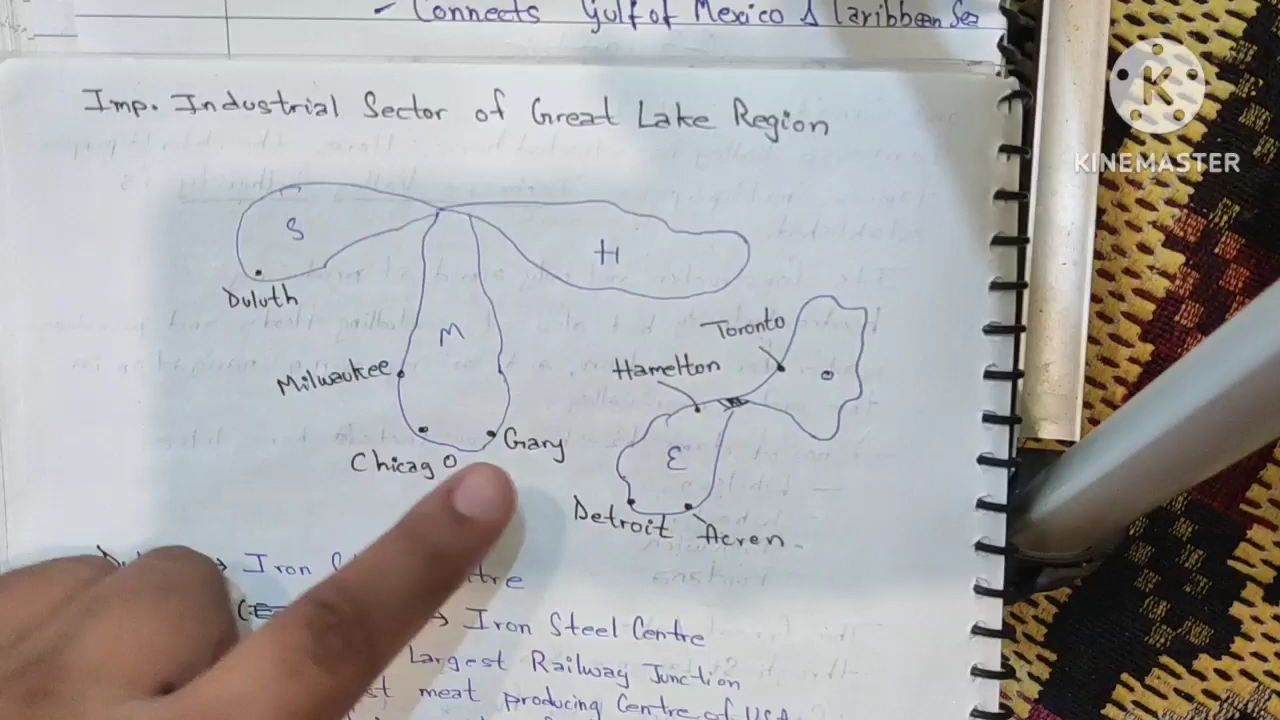 - Connects Gulf of Mexico & Caribbean Sea
Imp. Industrial Sector of Great Lake Region
S
H
Duluth
M
Toronto
Hamelton
Milwaukee
Gary
Chicago
E
O
Detroit
Acren
Iron
→ Iron Steel Centre
Largest Railway Junction
meat producing Centre of USA
K
KINEMASTER